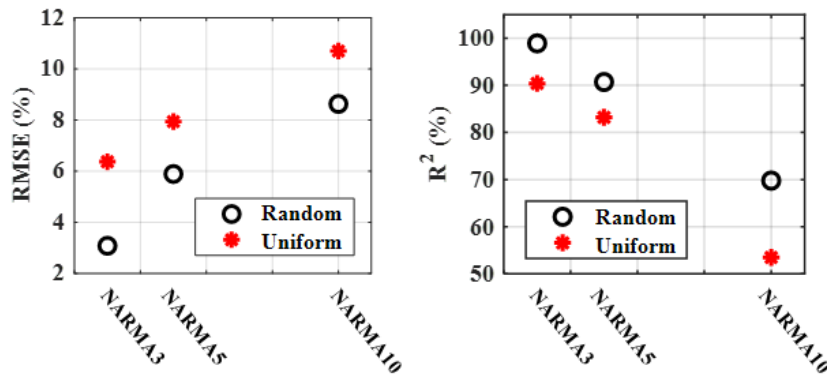 RMSE (%)
12
10
8
6
4
2
Random
Uniform
NARMA3
NARMA5
NARMA10
R² (%)
100
90
80
70
60
50
Random
Uniform
NARMA3
NARMA5
NARMA10